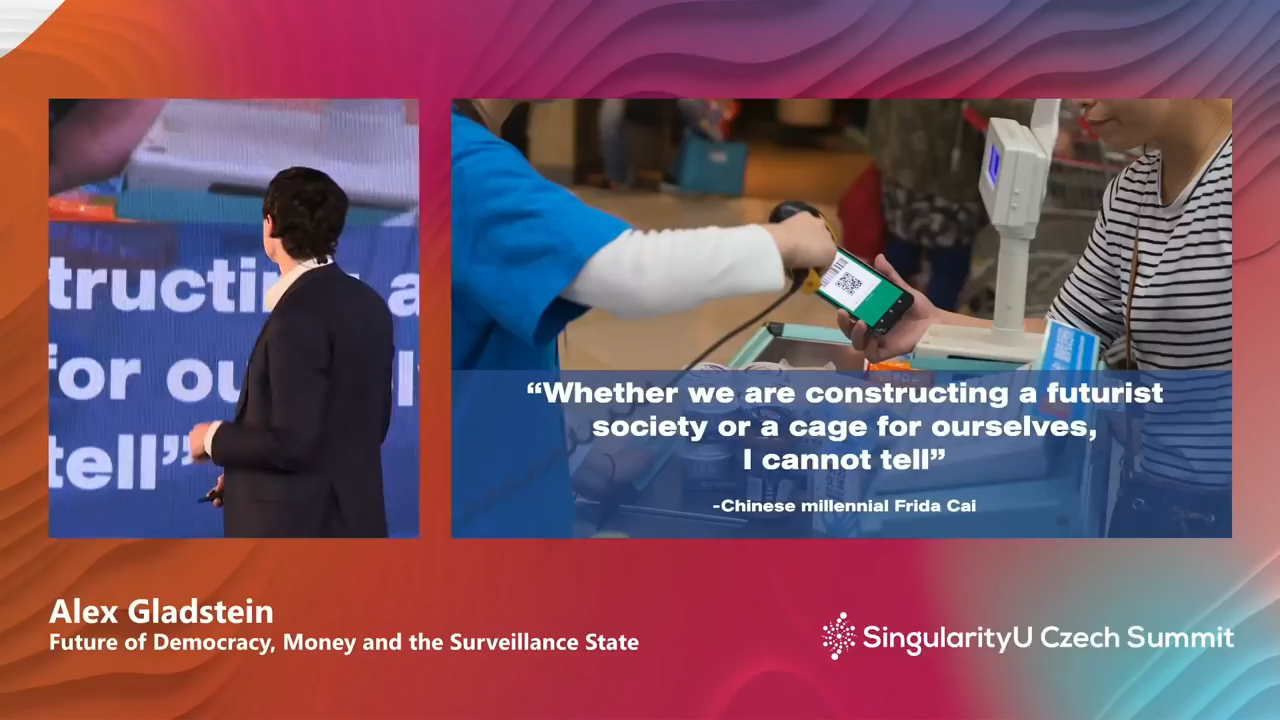 tructin a
for ou l
tell”
“Whether we are constructing a futurist
society or a cage for ourselves,
I cannot tell”
-Chinese millennial Frida Cai
Alex Gladstein
Future of Democracy, Money and the Surveillance State
SingularityU Czech Summit